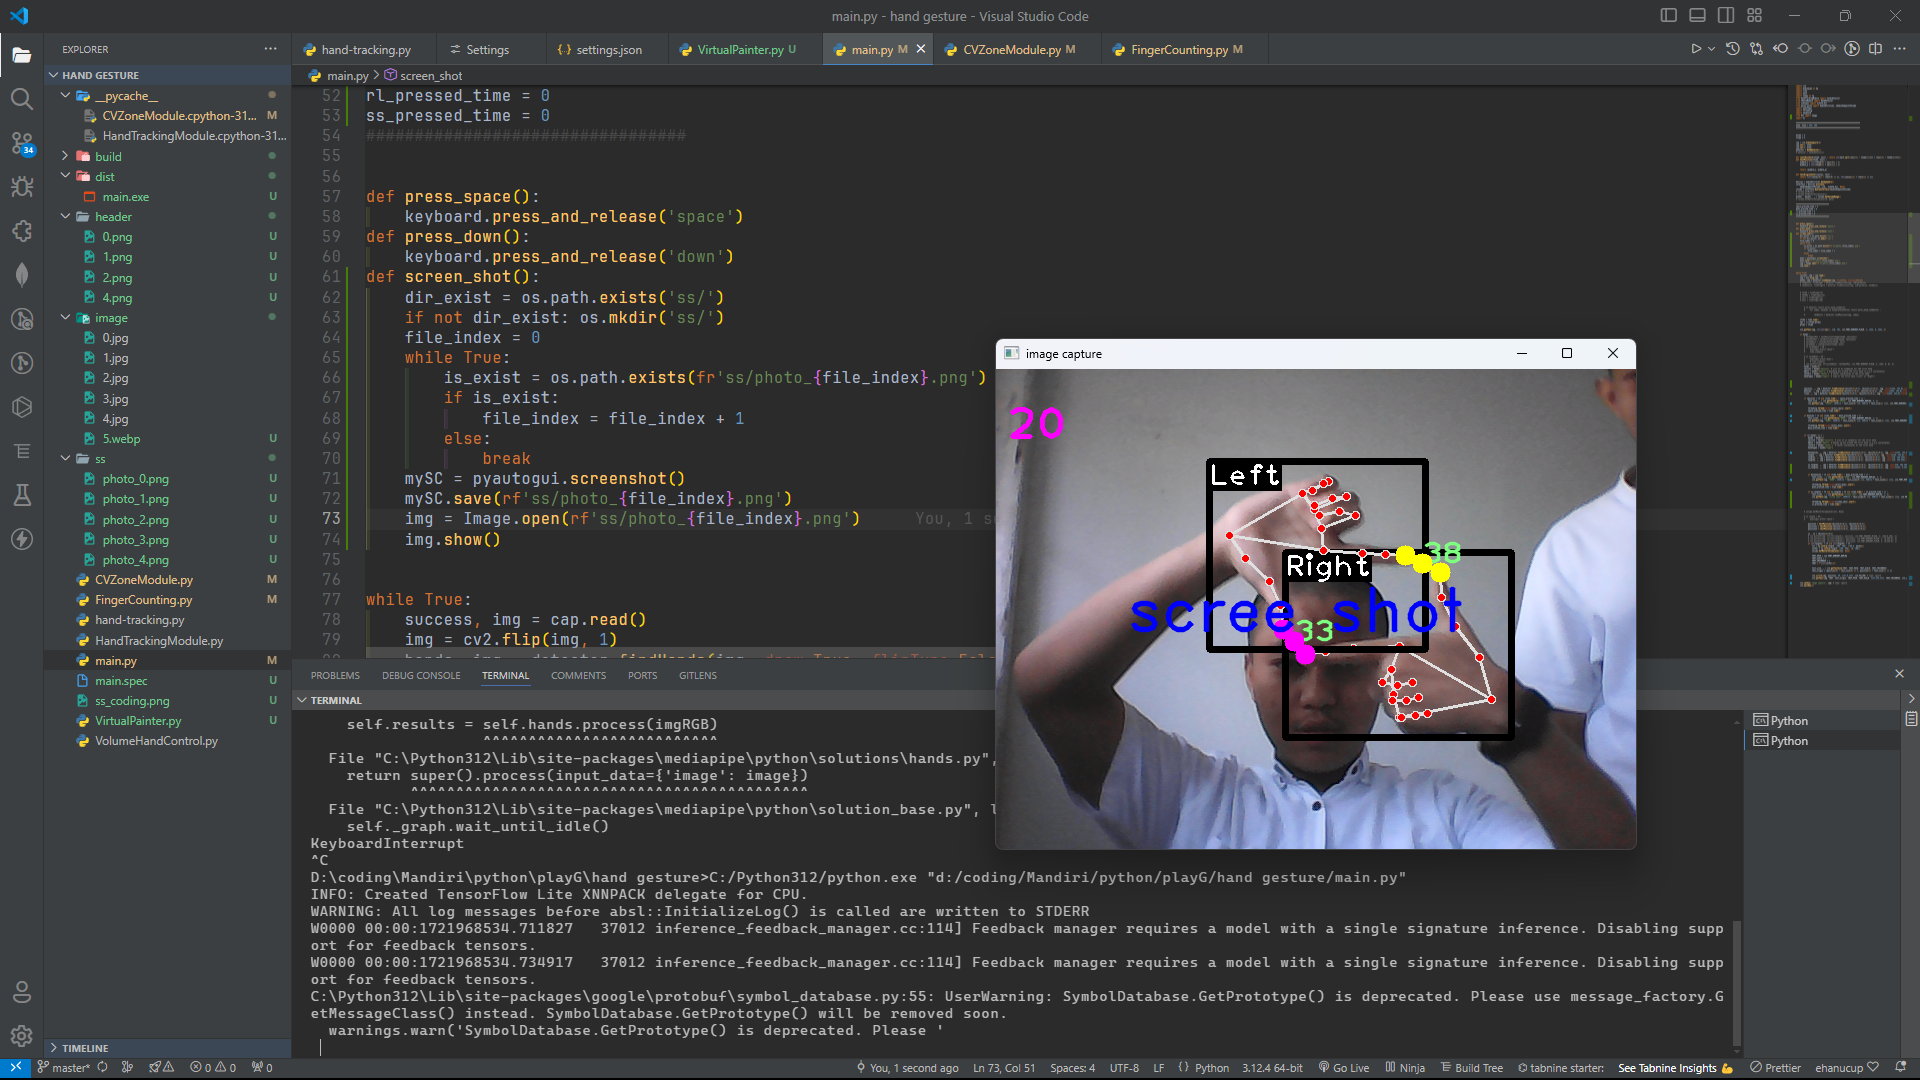 main.py - hand gesture - Visual Studio Code
EXPLORER
HAND GESTURE
__pycache__
CVZoneModule.cpython-31... M
HandTrackingModule.cpython-31...
build
dist
main.exe U
header
0.png U
1.png U
2.png U
4.png U
image
0.jpg
1.jpg
2.jpg
3.jpg
4.jpg
5.webp U
ss
photo_0.png U
photo_1.png U
photo_2.png U
photo_3.png U
photo_4.png U
CVZoneModule.py M
FingerCounting.py M
hand-tracking.py
HandTrackingModule.py
main.py M
main.spec U
ss_coding.png U
VirtualPainter.py U
VolumeHandControl.py
TIMELINE
34
hand-tracking.py
Settings
settings.json
VirtualPainter.py U
main.py M
CVZoneModule.py M
FingerCounting.py M
main.py > screen_shot
52 rl_pressed_time = 0
53 ss_pressed_time = 0
54 #################################
55
56
57 def press_space():
58 keyboard.press_and_release('space')
59 def press_down():
60 keyboard.press_and_release('down')
61 def screen_shot():
62 dir_exist = os.path.exists('ss/')
63 if not dir_exist: os.mkdir('ss/')
64 file_index = 0
65 while True:
66 is_exist = os.path.exists(fr'ss/photo_{file_index}.png')
67 if is_exist:
68 file_index = file_index + 1
69 else:
70 break
71 mySC = pyautogui.screenshot()
72 mySC.save(rf'ss/photo_{file_index}.png')
73 img = Image.open(rf'ss/photo_{file_index}.png') You, 1 s
74 img.show()
75
76
77 while True:
78 success, img = cap.read()
79 img = cv2.flip(img, 1)
image capture
20
Left
38
Right
scree shot
33
PROBLEMS
DEBUG CONSOLE
TERMINAL
COMMENTS
PORTS
GITLENS
TERMINAL
self.results = self.hands.process(imgRGB)
^^^^^^^^^^^^^^^^^^^^^^^^^^
File "C:\Python312\Lib\site-packages\mediapipe\python\solutions\hands.py",
return super().process(input_data={'image': image})
^^^^^^^^^^^^^^^^^^^^^^^^^^^^^^^^^^^^^^^^^^^^
File "C:\Python312\Lib\site-packages\mediapipe\python\solution_base.py", l
self._graph.wait_until_idle()
KeyboardInterrupt
^C
D:\coding\Mandiri\python\playG\hand gesture>C:/Python312/python.exe "d:/coding/Mandiri/python/playG/hand gesture/main.py"
INFO: Created TensorFlow Lite XNNPACK delegate for CPU.
WARNING: All log messages before absl::InitializeLog() is called are written to STDERR
W0000 00:00:1721968534.711827 37012 inference_feedback_manager.cc:114] Feedback manager requires a model with a single signature inference. Disabling supp
ort for feedback tensors.
W0000 00:00:1721968534.734917 37012 inference_feedback_manager.cc:114] Feedback manager requires a model with a single signature inference. Disabling supp
ort for feedback tensors.
C:\Python312\Lib\site-packages\google\protobuf\symbol_database.py:55: UserWarning: SymbolDatabase.GetPrototype() is deprecated. Please use message_factory.G
etMessageClass() instead. SymbolDatabase.GetPrototype() will be removed soon.
warnings.warn('SymbolDatabase.GetPrototype() is deprecated. Please '
Python
Python
master*
0 0
0
You, 1 second ago
Ln 73, Col 51
Spaces: 4
UTF-8
LF
Python
3.12.4 64-bit
Go Live
Ninja
Build Tree
tabnine starter:
See Tabnine Insights
Prettier
ehanucup